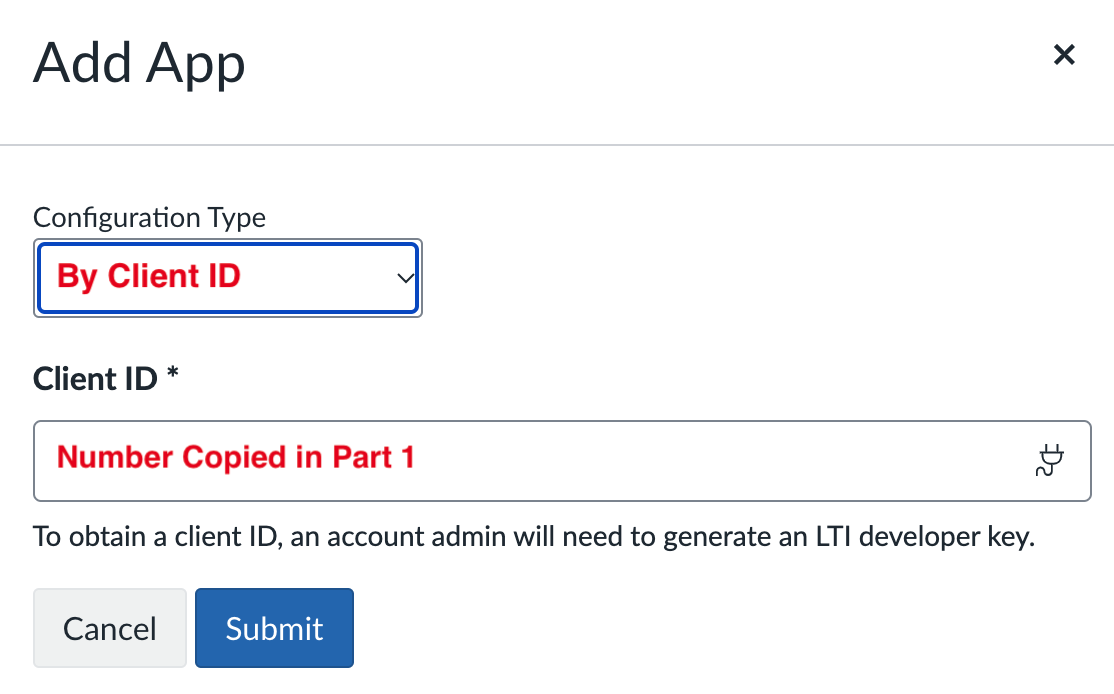 Add App
Configuration Type
By Client ID
Client ID *
Number Copied in Part 1
To obtain a client ID, an account admin will need to generate an LTI developer key.
Cancel Submit